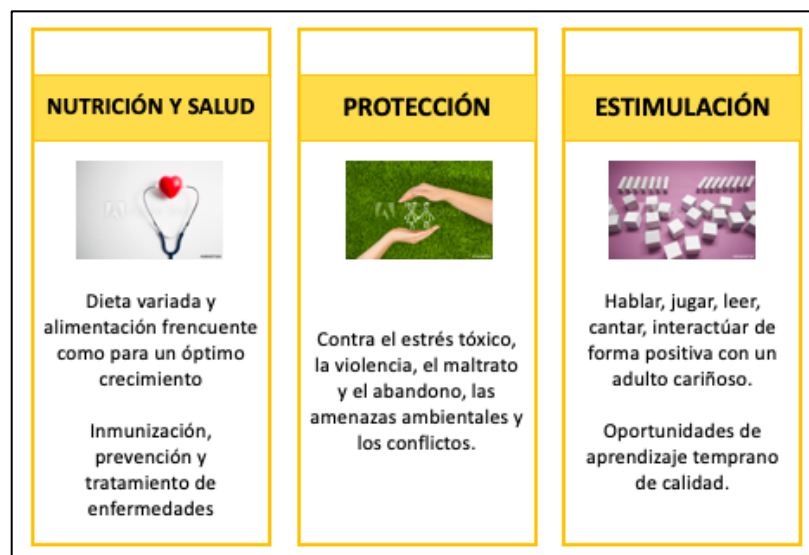 NUTRICIÓN Y SALUD
Dieta variada y
alimentación frencuente
como para un óptimo
crecimiento
Inmunización,
prevención y
tratamiento de
enfermedades
PROTECCIÓN
Contra el estrés tóxico,
la violencia, el maltrato
y el abandono, las
amenazas ambientales y
los conflictos.
ESTIMULACIÓN
Hablar, jugar, leer,
cantar, interactúar de
forma positiva con un
adulto cariñoso.
Oportunidades de
aprendizaje temprano
de calidad.